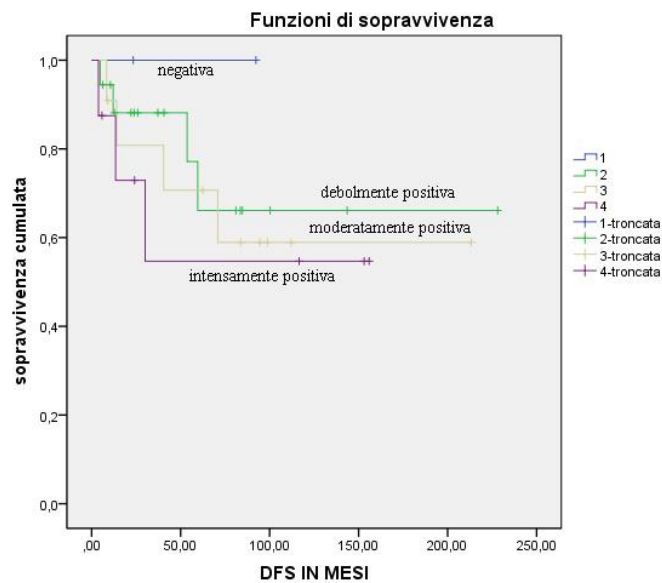 Funzioni di sopravvivenza
1,0
0,8
0,6
0,4
0,2
0,0
sopravvivenza cumulata
negativa
debolmente positiva
moderatamente positiva
intensamente positiva
,00
50,00
100,00
150,00
200,00
250,00
DFS IN MESI
1
2
3
4
1-troncata
2-troncata
3-troncata
4-troncata